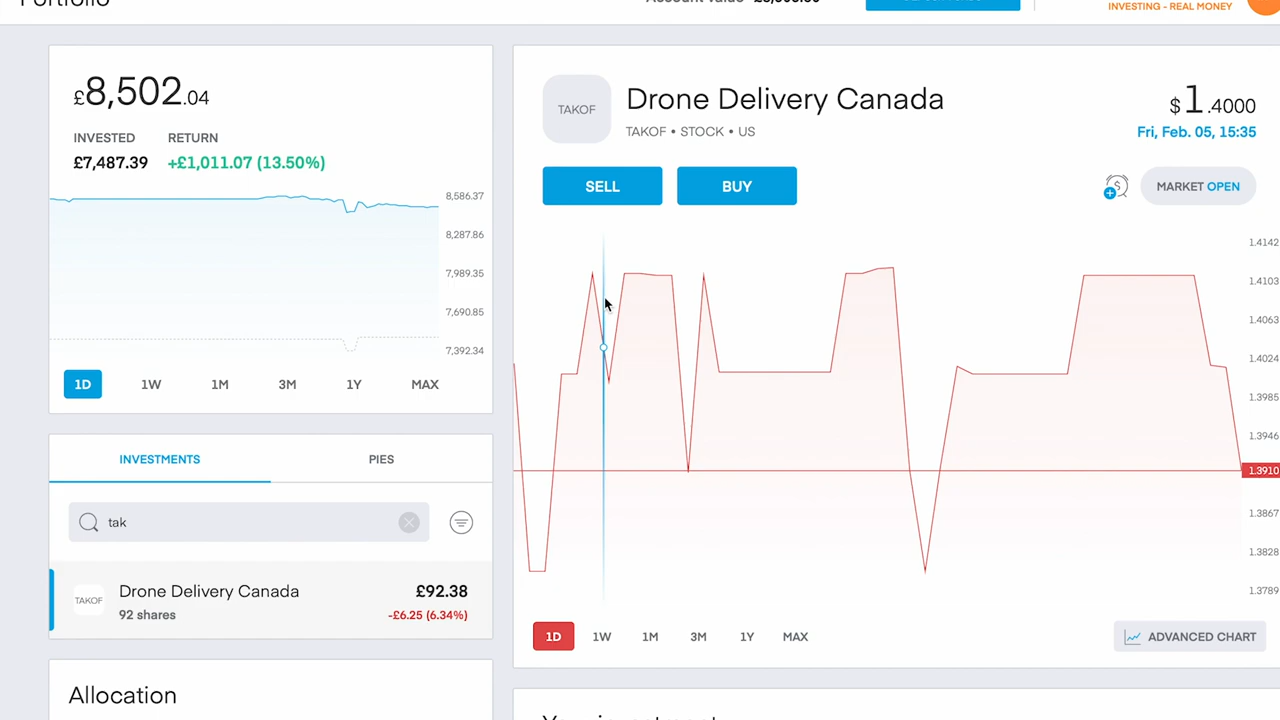 Portfolio
INVESTING - REAL MONEY
£8,502.04
INVESTED RETURN
£7,487.39 +£1,011.07 (13.50%)
8,586.37
8,287.86
7,989.35
7,690.85
7,392.34
1D 1W 1M 3M 1Y MAX
INVESTMENTS PIES
tak
TAKOF
Drone Delivery Canada £92.38
92 shares -£6.25 (6.34%)
Allocation
TAKOF
Drone Delivery Canada
TAKOF • STOCK • US
$1.4000
Fri, Feb. 05, 15:35
SELL BUY
MARKET OPEN
1.4142
1.4103
1.4063
1.4024
1.3985
1.3946
1.3910
1.3867
1.3828
1.3789
1D 1W 1M 3M 1Y MAX
ADVANCED CHART
Your investment